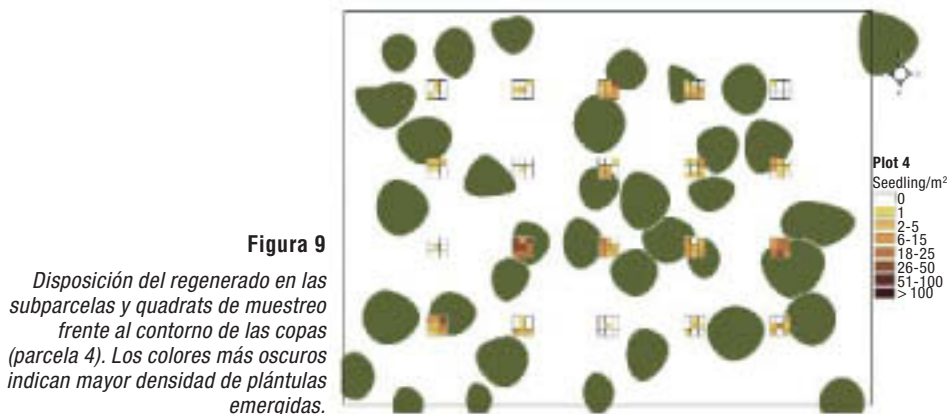 Figura 9
Disposición del regenerado en las
subparcelas y quadrats de muestreo
frente al contorno de las copas
(parcela 4). Los colores más oscuros
indican mayor densidad de plántulas
emergidas.
Plot 4
Seedling/m²
0
1
2-5
6-15
18-25
26-50
51-100
> 100